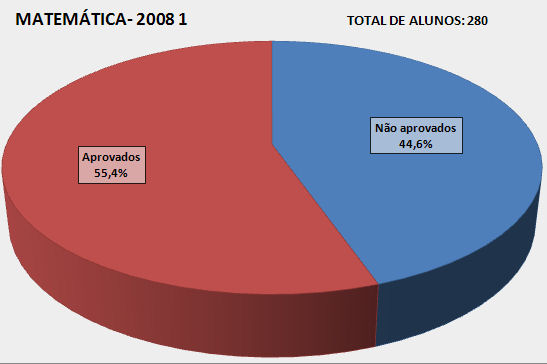 MATEMÁTICA- 2008 1
TOTAL DE ALUNOS: 280
Não aprovados
44,6%
Aprovados
55,4%